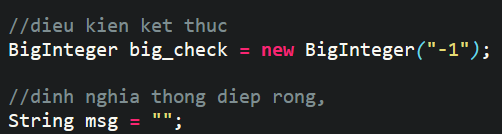 //dieu kien ket thuc
BigInteger big_check = new BigInteger("-1");
//dinh nghia thong diep rong,
String msg = "";